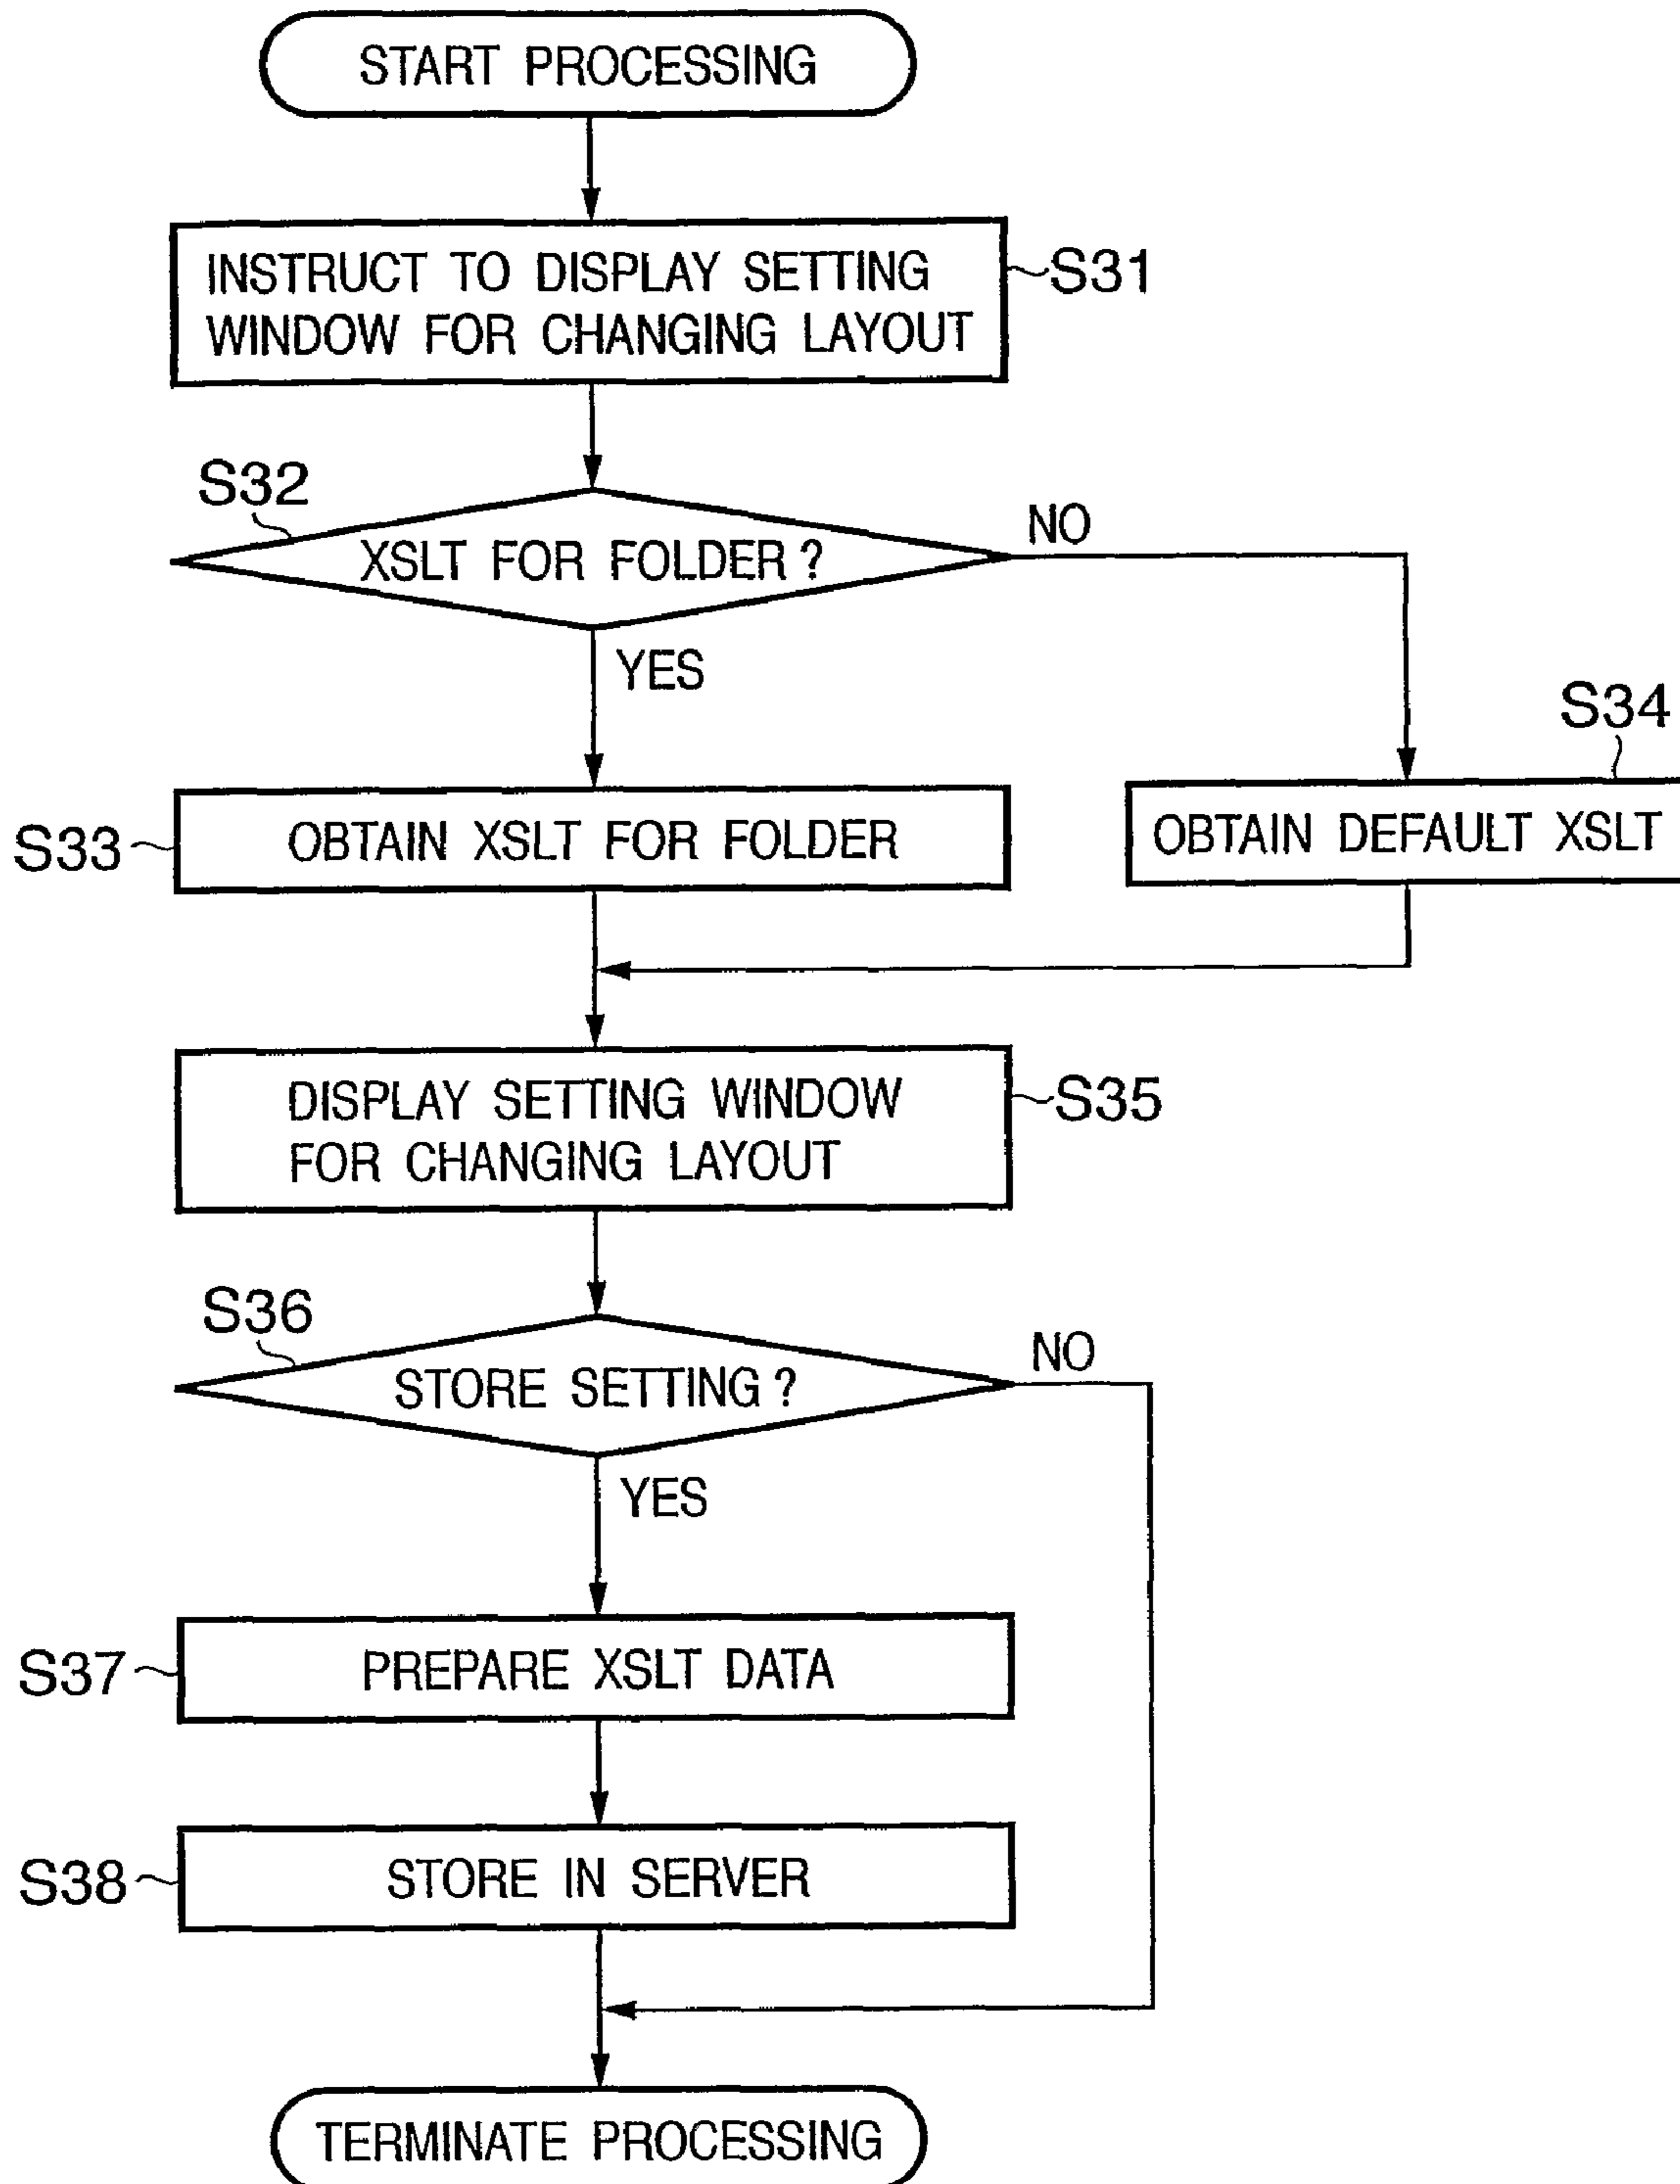 START PROCESSING
INSTRUCT TO DISPLAY SETTING
WINDOW FOR CHANGING LAYOUT
S31
S32
XSLT FOR FOLDER?
NO
YES
S33
OBTAIN XSLT FOR FOLDER
S34
OBTAIN DEFAULT XSLT
DISPLAY SETTING WINDOW
FOR CHANGING LAYOUT
S35
S36
STORE SETTING?
NO
YES
S37
PREPARE XSLT DATA
S38
STORE IN SERVER
TERMINATE PROCESSING